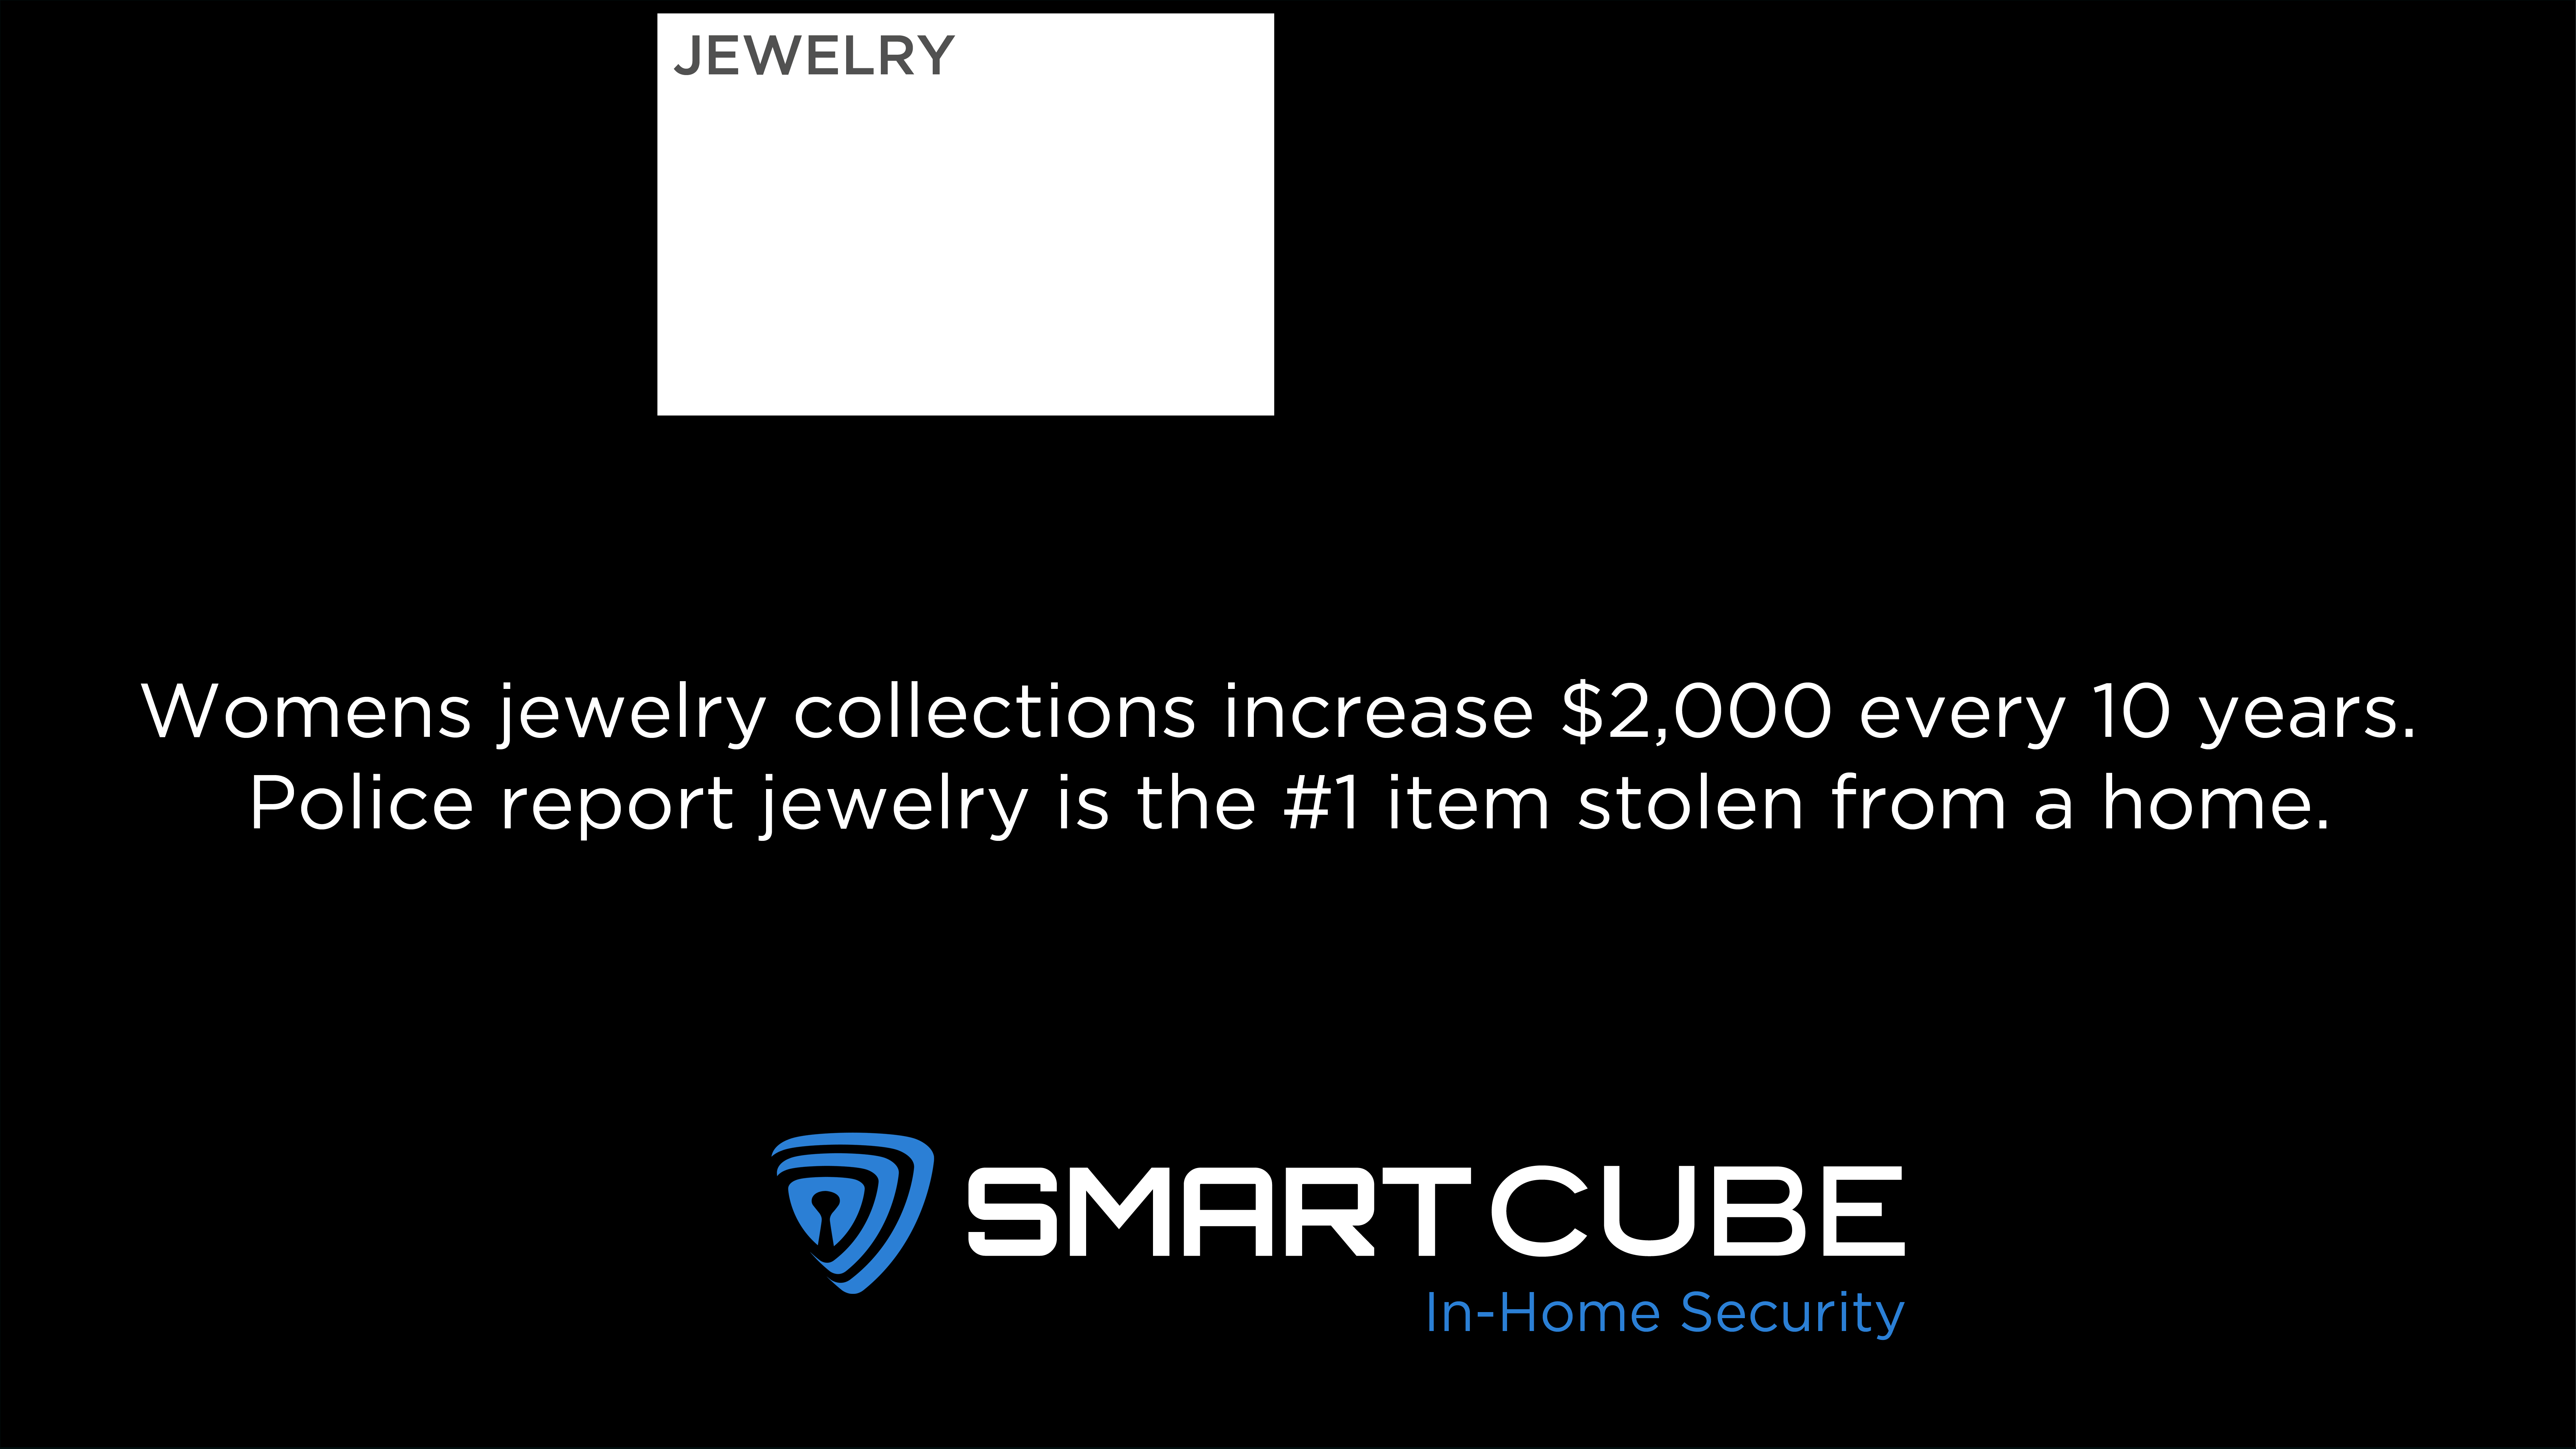 JEWELRY
Womens jewelry collections increase $2,000 every 10 years.
Police report jewelry is the #1 item stolen from a home.
SMARTCUBE
In-Home Security